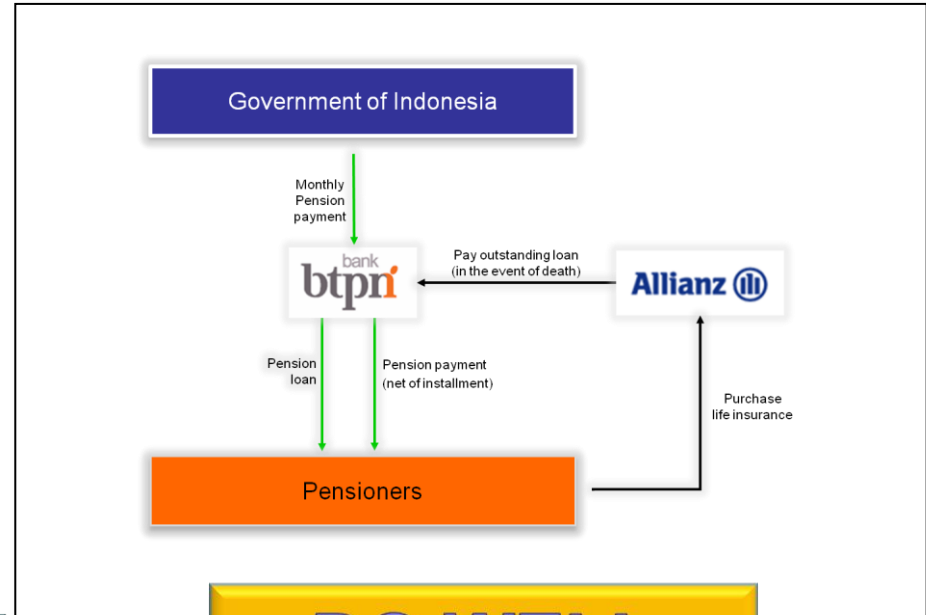 Government of Indonesia
Monthly
Pension
payment
bank
btpn
Pay outstanding loan
(in the event of death)
Allianz
Pension
loan
Pension payment
(net of installment)
Purchase
life insurance
Pensioners